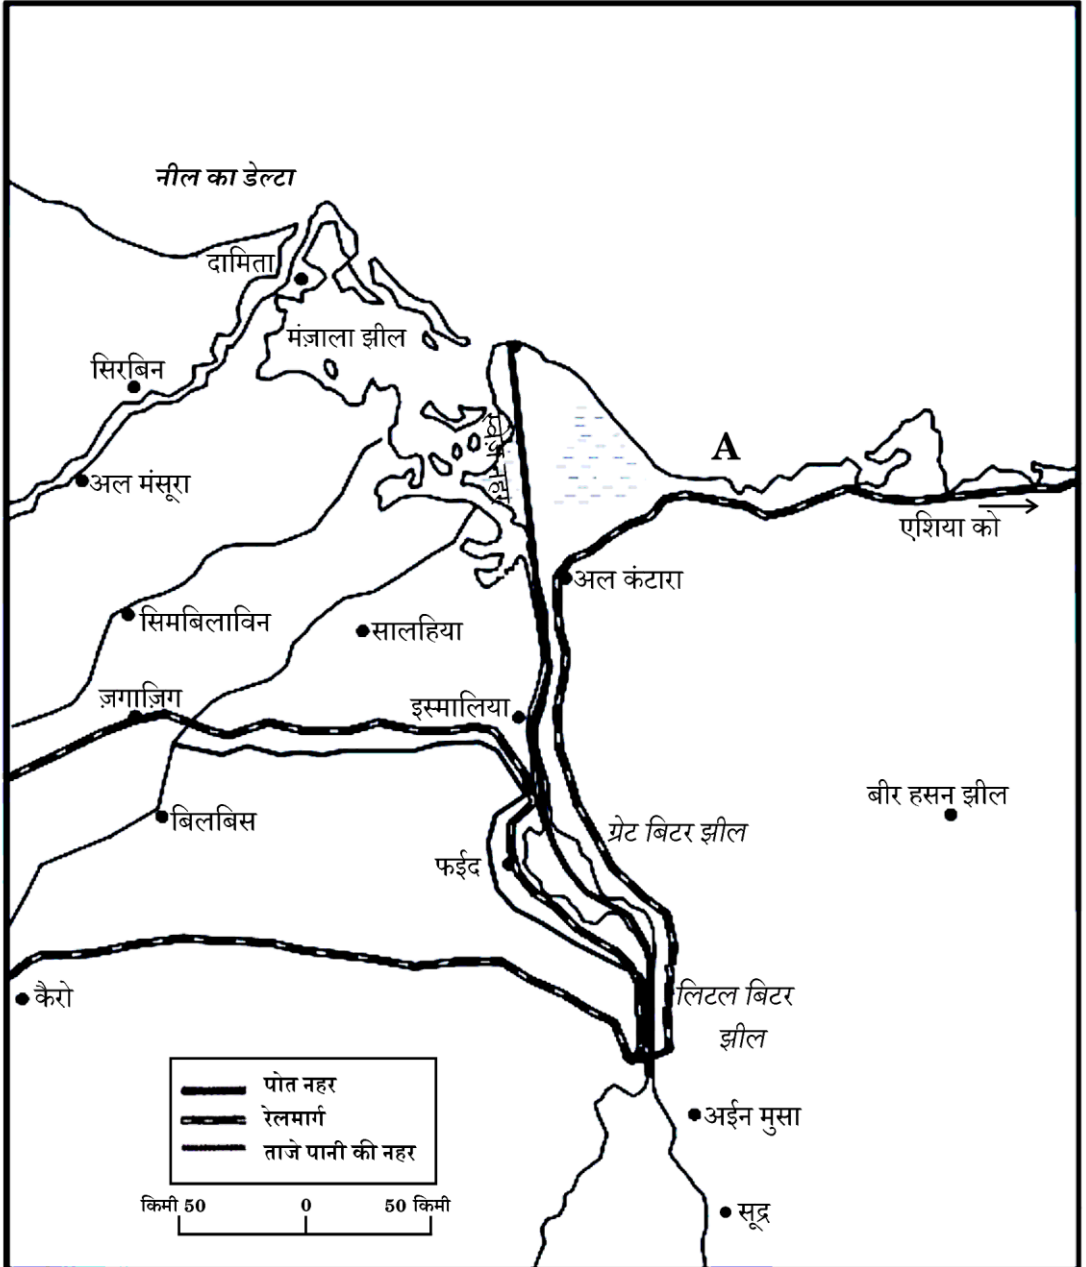 नील का डेल्टा
दामिता
मंज़ाला झील
सिरबिन
A
अल मंसूरा
एशिया को
अल कंटारा
सिमबिलाविन
सालहिया
ज़गाज़िग
इस्मालिया
बीर हसन झील
बिलबिस
ग्रेट बिटर झील
फईद
कैरो
लिटल बिटर
झील
पोत नहर
रेलमार्ग
ताजे पानी की नहर
अईन मुसा
किमी 50 0 50 किमी
सूद्र